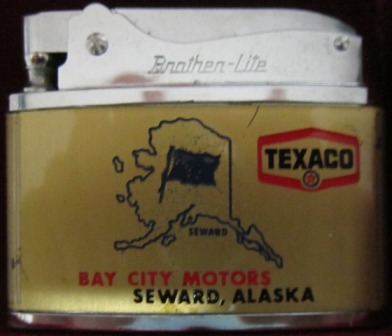 Brother-Lite
TEXACO
SEWARD
BAY CITY MOTORS
SEWARD, ALASKA